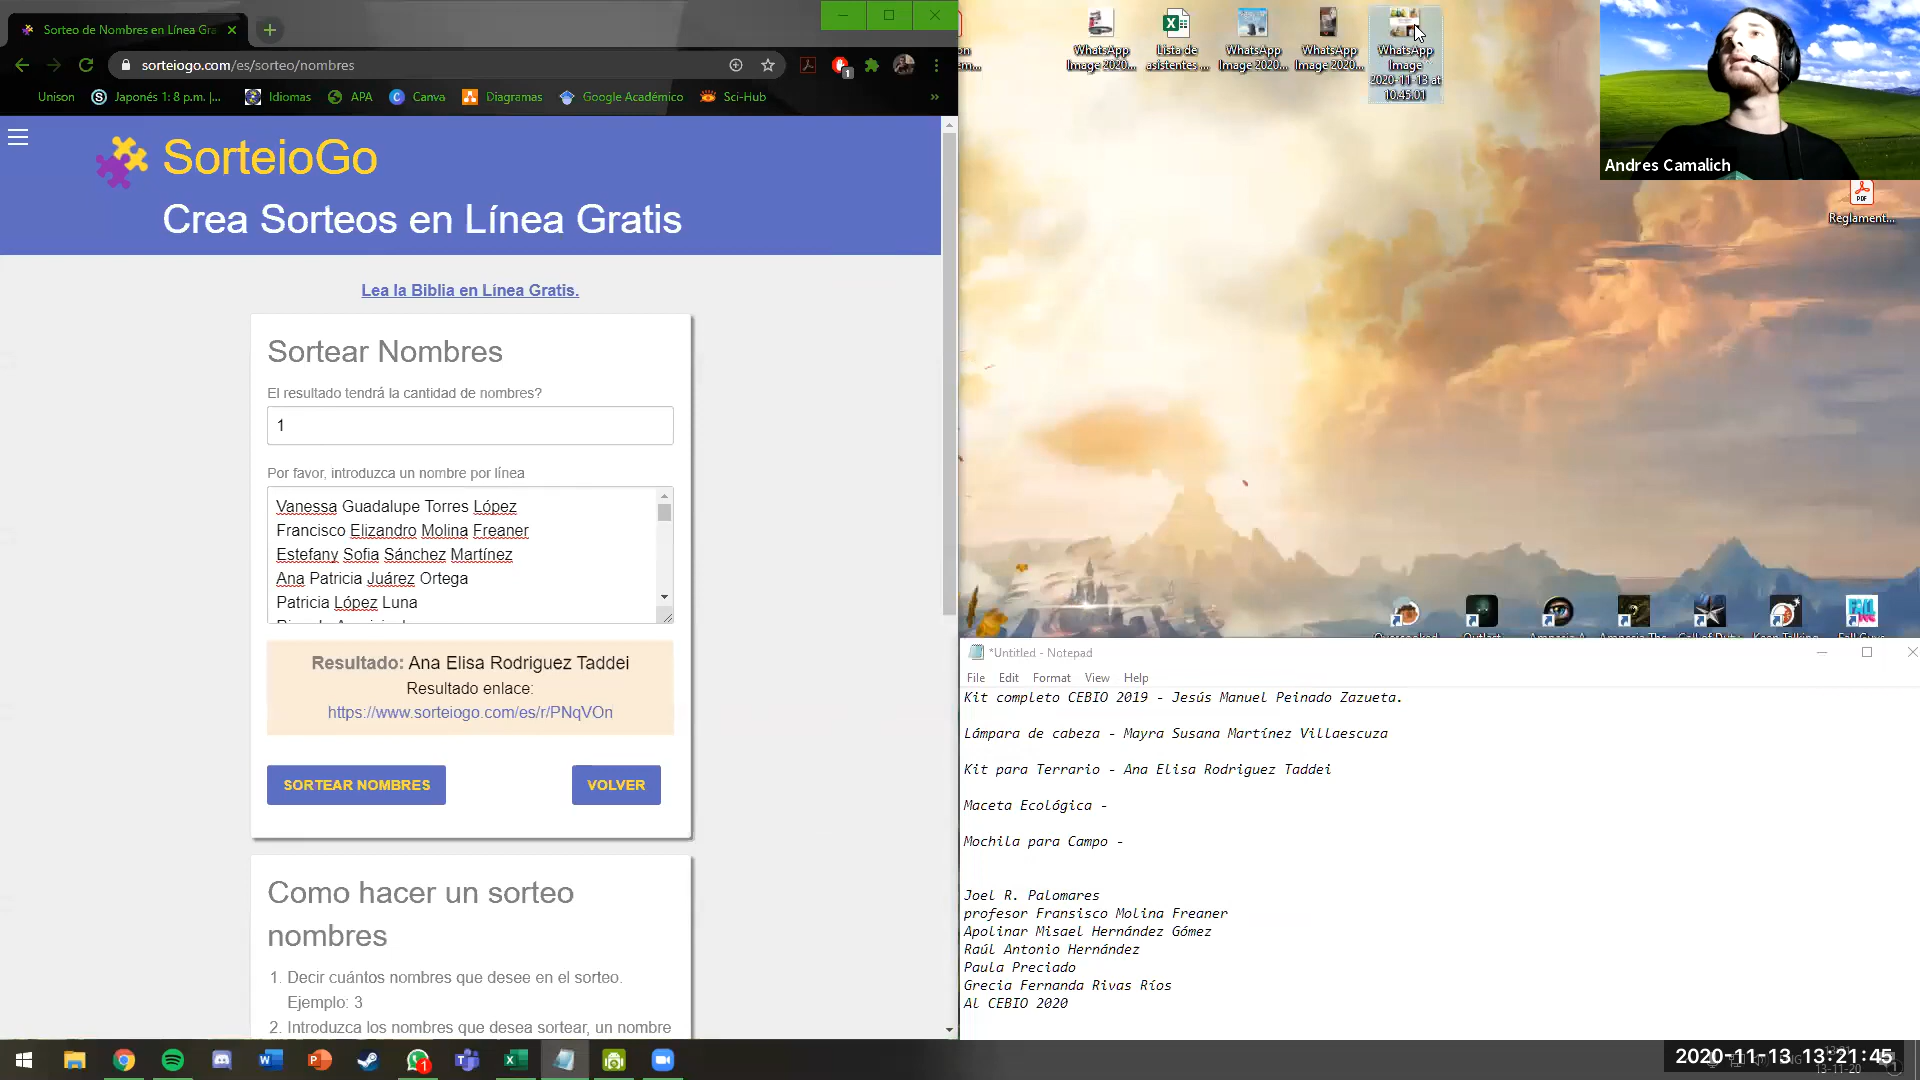 Sorteo de Nombres en Línea Gra
sorteiogo.com/es/sorteo/nombres
1
Unison
Japonés 1: 8 p.m. |...
Idiomas
APA
Canva
Diagramas
Google Académico
Sci-Hub
»
SorteioGo
Crea Sorteos en Línea Gratis
Lea la Biblia en Línea Gratis.
Sortear Nombres
El resultado tendrá la cantidad de nombres?
1
Por favor, introduzca un nombre por línea
Vanessa Guadalupe Torres López
Francisco Elizandro Molina Freaner
Estefany Sofia Sánchez Martínez
Ana Patricia Juárez Ortega
Patricia López Luna
Resultado: Ana Elisa Rodriguez Taddei
Resultado enlace:
https://www.sorteiogo.com/es/r/PNqVOn
SORTEAR NOMBRES
VOLVER
Como hacer un sorteo
nombres
1. Decir cuántos nombres que desee en el sorteo.
Ejemplo: 3
2. Introduzca los nombres que desea sortear, un nombre
WhatsApp
Image 2020...
Lista de
asistentes ...
WhatsApp
Image 2020...
WhatsApp
Image 2020...
WhatsApp
Image
2020-11-13 at
10.45.01
Andres Camalich
PDF
Reglament...
FALL
*Untitled - Notepad
File Edit Format View Help
Kit completo CEBIO 2019 - Jesús Manuel Peinado Zazueta.
Lámpara de cabeza - Mayra Susana Martínez Villaescuza
Kit para Terrario - Ana Elisa Rodriguez Taddei
Maceta Ecológica -
Mochila para Campo -
Joel R. Palomares
profesor Fransisco Molina Freaner
Apolinar Misael Hernández Gómez
Raúl Antonio Hernández
Paula Preciado
Grecia Fernanda Rivas Ríos
Al CEBIO 2020
2020-11-13 13:21:45
13-11-20